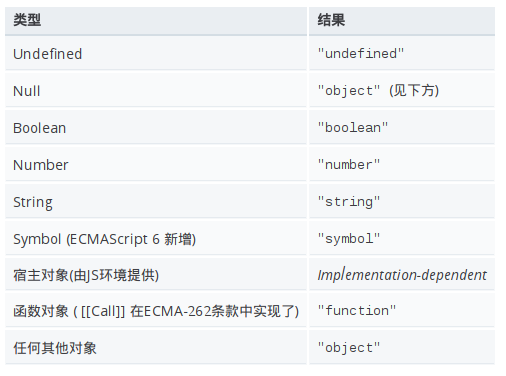 类型 结果
Undefined "undefined"
Null "object" (见下方)
Boolean "boolean"
Number "number"
String "string"
Symbol (ECMAScript 6 新增) "symbol"
宿主对象(由JS环境提供) Implementation-dependent
函数对象 ( [[Call]] 在ECMA-262条款中实现了) "function"
任何其他对象 "object"